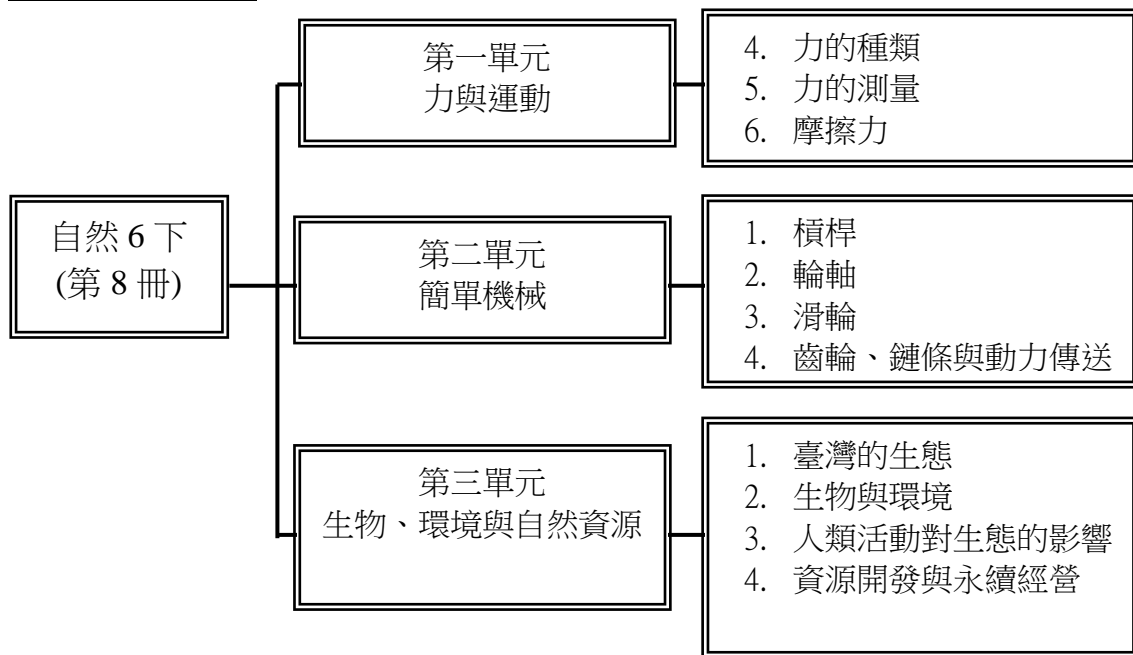 自然 6 下
(第 8 冊)
第一單元
力與運動
4. 力的種類
5. 力的測量
6. 摩擦力
第二單元
簡單機械
1. 槓桿
2. 輪軸
3. 滑輪
4. 齒輪、鏈條與動力傳送
第三單元
生物、環境與自然資源
1. 臺灣的生態
2. 生物與環境
3. 人類活動對生態的影響
4. 資源開發與永續經營